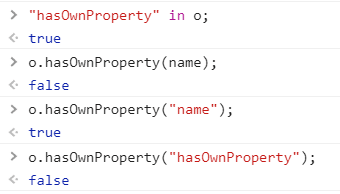 > "hasOwnProperty" in o;
<· true
> o.hasOwnProperty(name);
<· false
> o.hasOwnProperty("name");
<· true
> o.hasOwnProperty("hasOwnProperty");
<· false